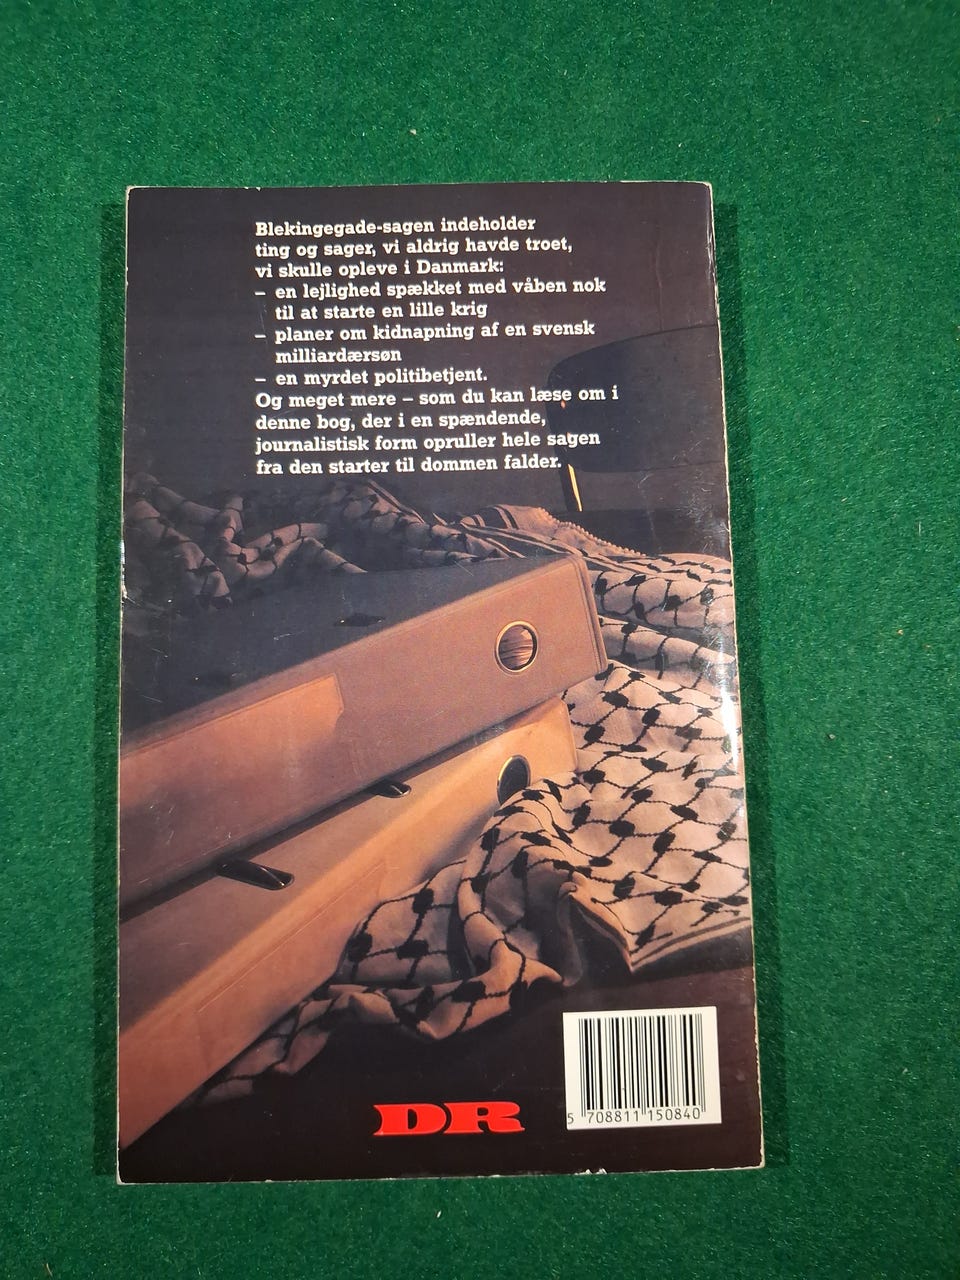 Blekingegade-sagen indeholder
ting og sager, vi aldrig havde troet,
vi skulle opleve i Danmark:
– en lejlighed spækket med våben nok
til at starte en lille krig
– planer om kidnapning af en svensk
milliardærsøn
– en myrdet politibetjent.
Og meget mere – som du kan læse om i
denne bog, der i en spændende,
journalistisk form opruller hele sagen
fra den starter til dommen falder.
DR
5 708811 150840